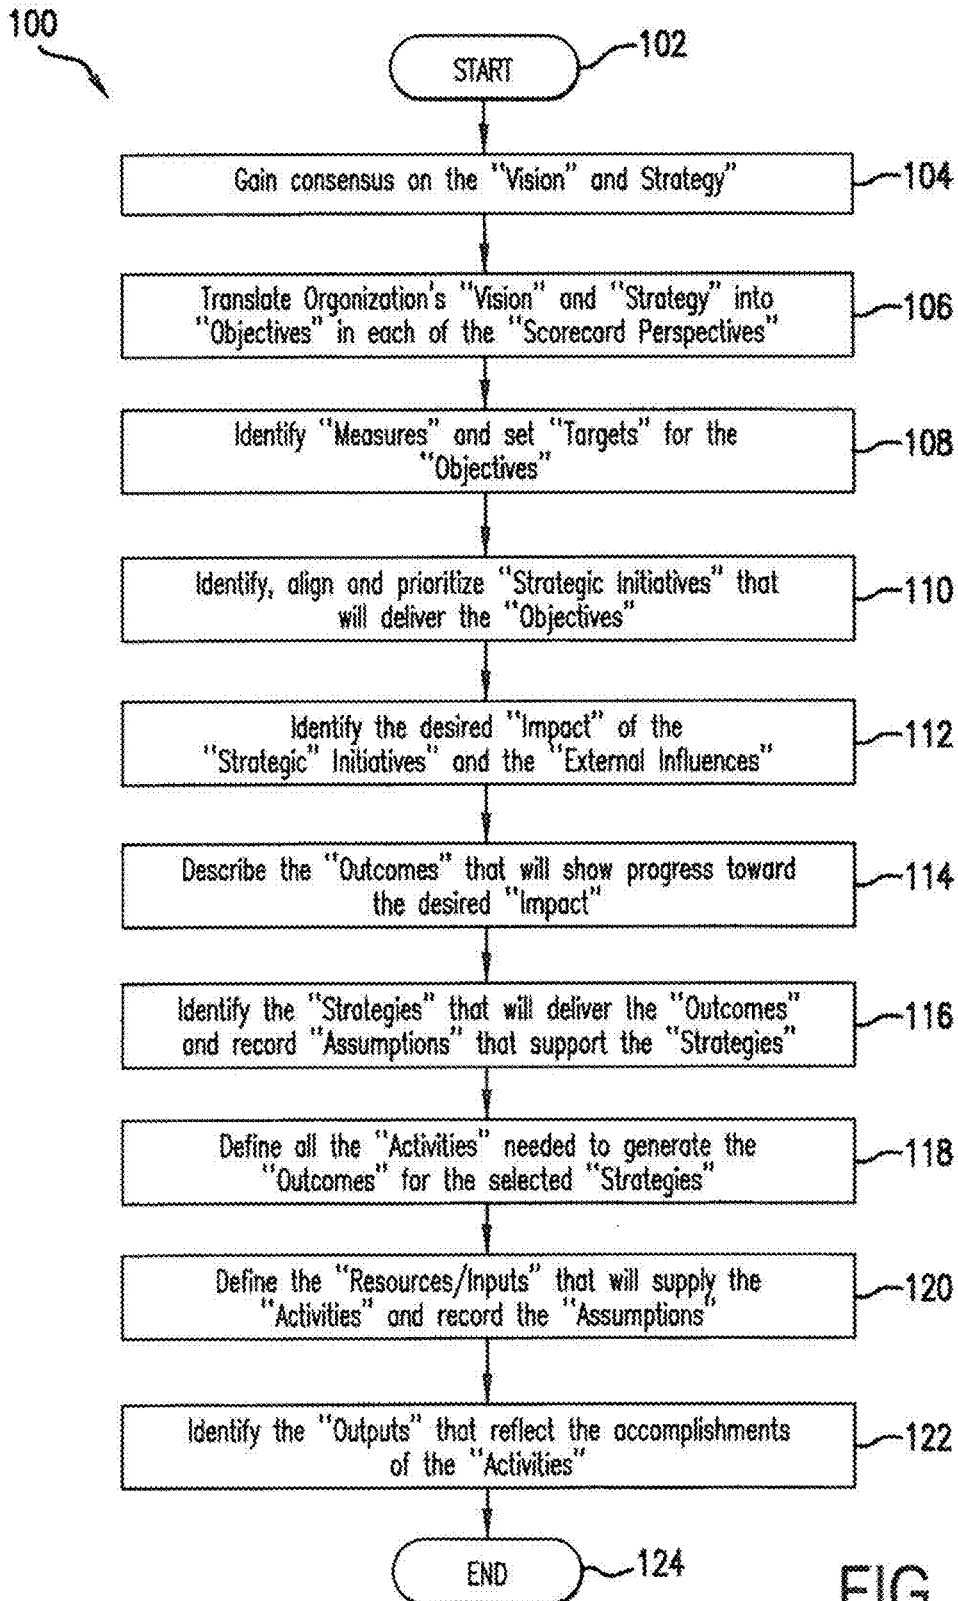 100
START
102
Gain consensus on the "Vision" and Strategy"
104
Translate Organization's "Vision" and "Strategy" into
"Objectives" in each of the "Scorecard Perspectives"
106
Identify "Measures" and set "Targets" for the
"Objectives"
108
Identify, align and prioritize "Strategic Initiatives" that
will deliver the "Objectives"
110
Identify the desired "Impact" of the
"Strategic" Initiatives" and the "External Influences"
112
Describe the "Outcomes" that will show progress toward
the desired "Impact"
114
Identify the "Strategies" that will deliver the "Outcomes"
and record "Assumptions" that support the "Strategies"
116
Define all the "Activities" needed to generate the
"Outcomes" for the selected "Strategies"
118
Define the "Resources/Inputs" that will supply the
"Activities" and record the "Assumptions"
120
Identify the "Outputs" that reflect the accomplishments
of the "Activities"
122
END
124
FIG